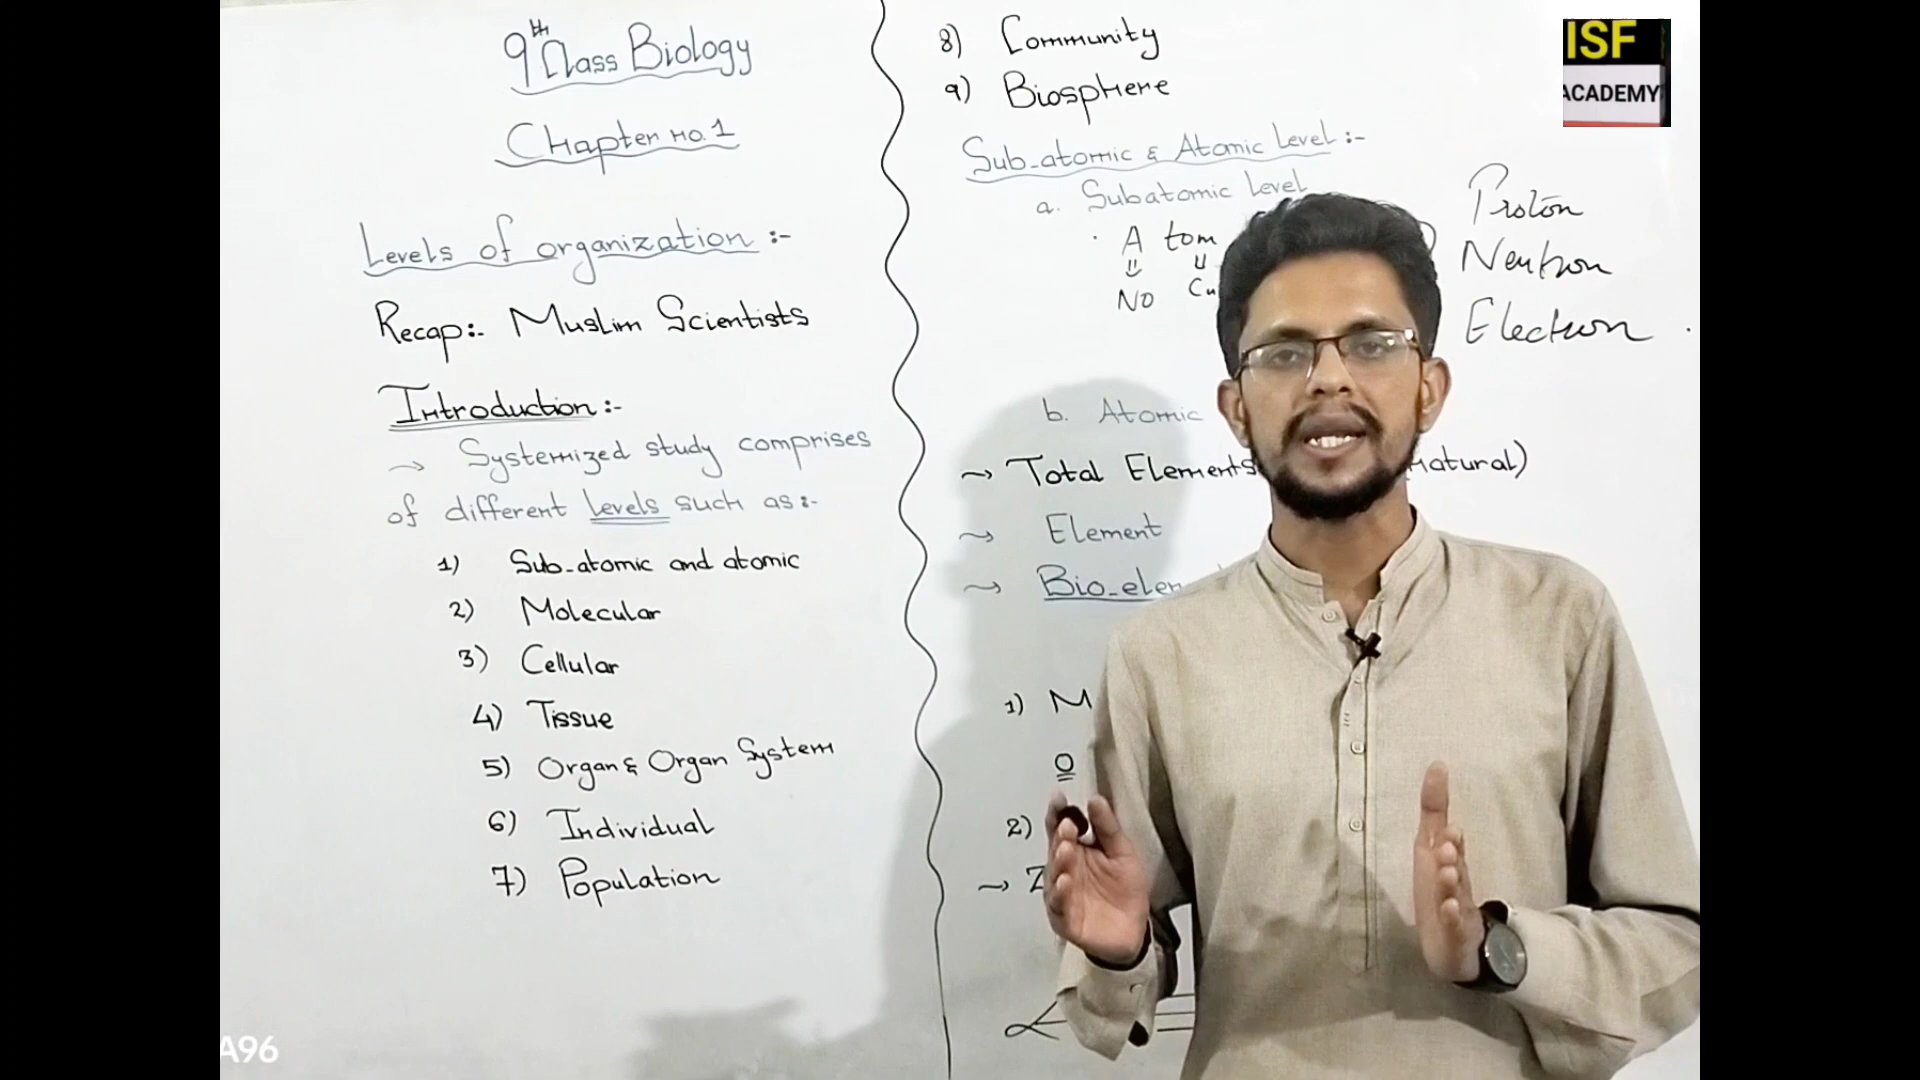 9th Class Biology
Chapter no. 1
Levels of organization :-
Recap:- Muslim Scientists
Introduction :-
→ Systemized study comprises
of different levels such as :-
1) Sub-atomic and atomic
2) Molecular
3) Cellular
4) Tissue
5) Organ & Organ System
6) Individual
7) Population
8) Community
9) Biosphere
Sub-atomic & Atomic Level :-
a. Subatomic Level
A tom
NO Cu
Proton
Neutron
Electron
b. Atomic
→ Total Elements natural)
→ Element
→ Bio-elem
1) M
O
2)
→ Z
ISF
ACADEMY
A96